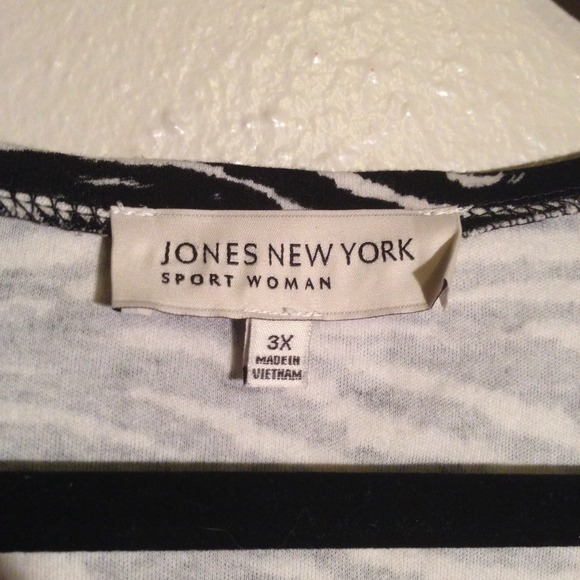 JONES NEW YORK
SPORT WOMAN
3X
MADE IN
VIETNAM